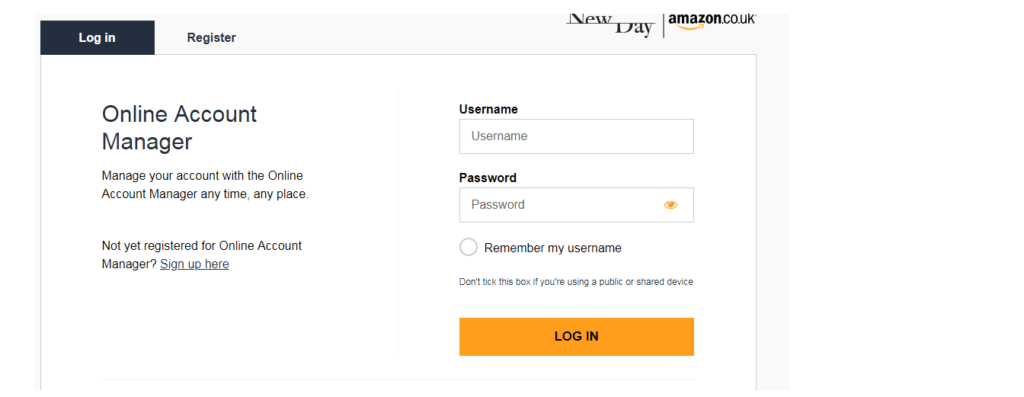 Log in
Register
New Day
amazon.co.uk
Online Account
Manager
Manage your account with the Online
Account Manager any time, any place.
Not yet registered for Online Account
Manager? Sign up here
Username
Username
Password
Password
Remember my username
Don't tick this box if you're using a public or shared device
LOG IN